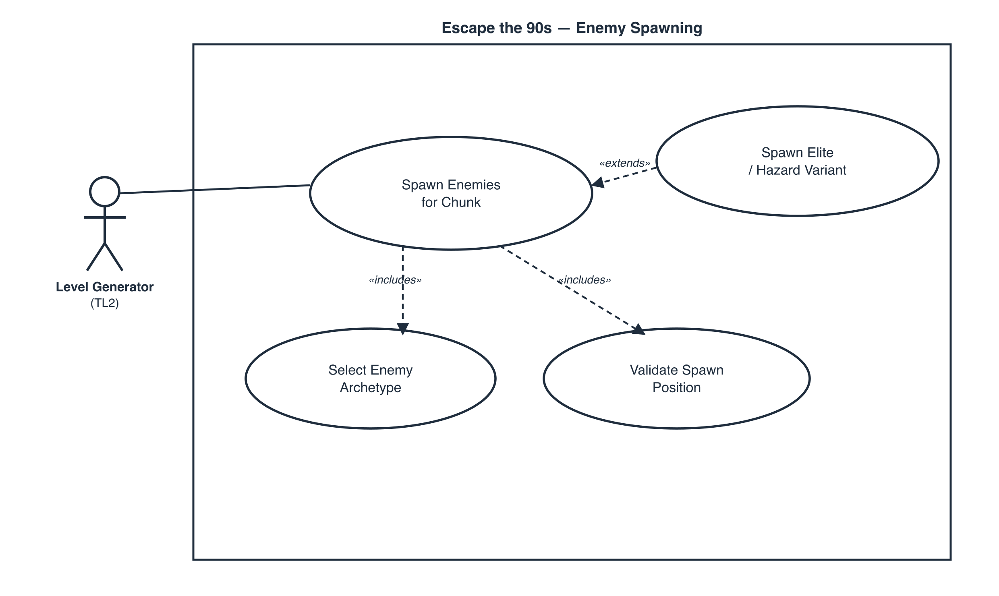 Escape the 90s — Enemy Spawning
Spawn Elite
/ Hazard Variant
«extends»
Spawn Enemies
for Chunk
«includes»
«includes»
Level Generator
(TL2)
Select Enemy
Archetype
Validate Spawn
Position